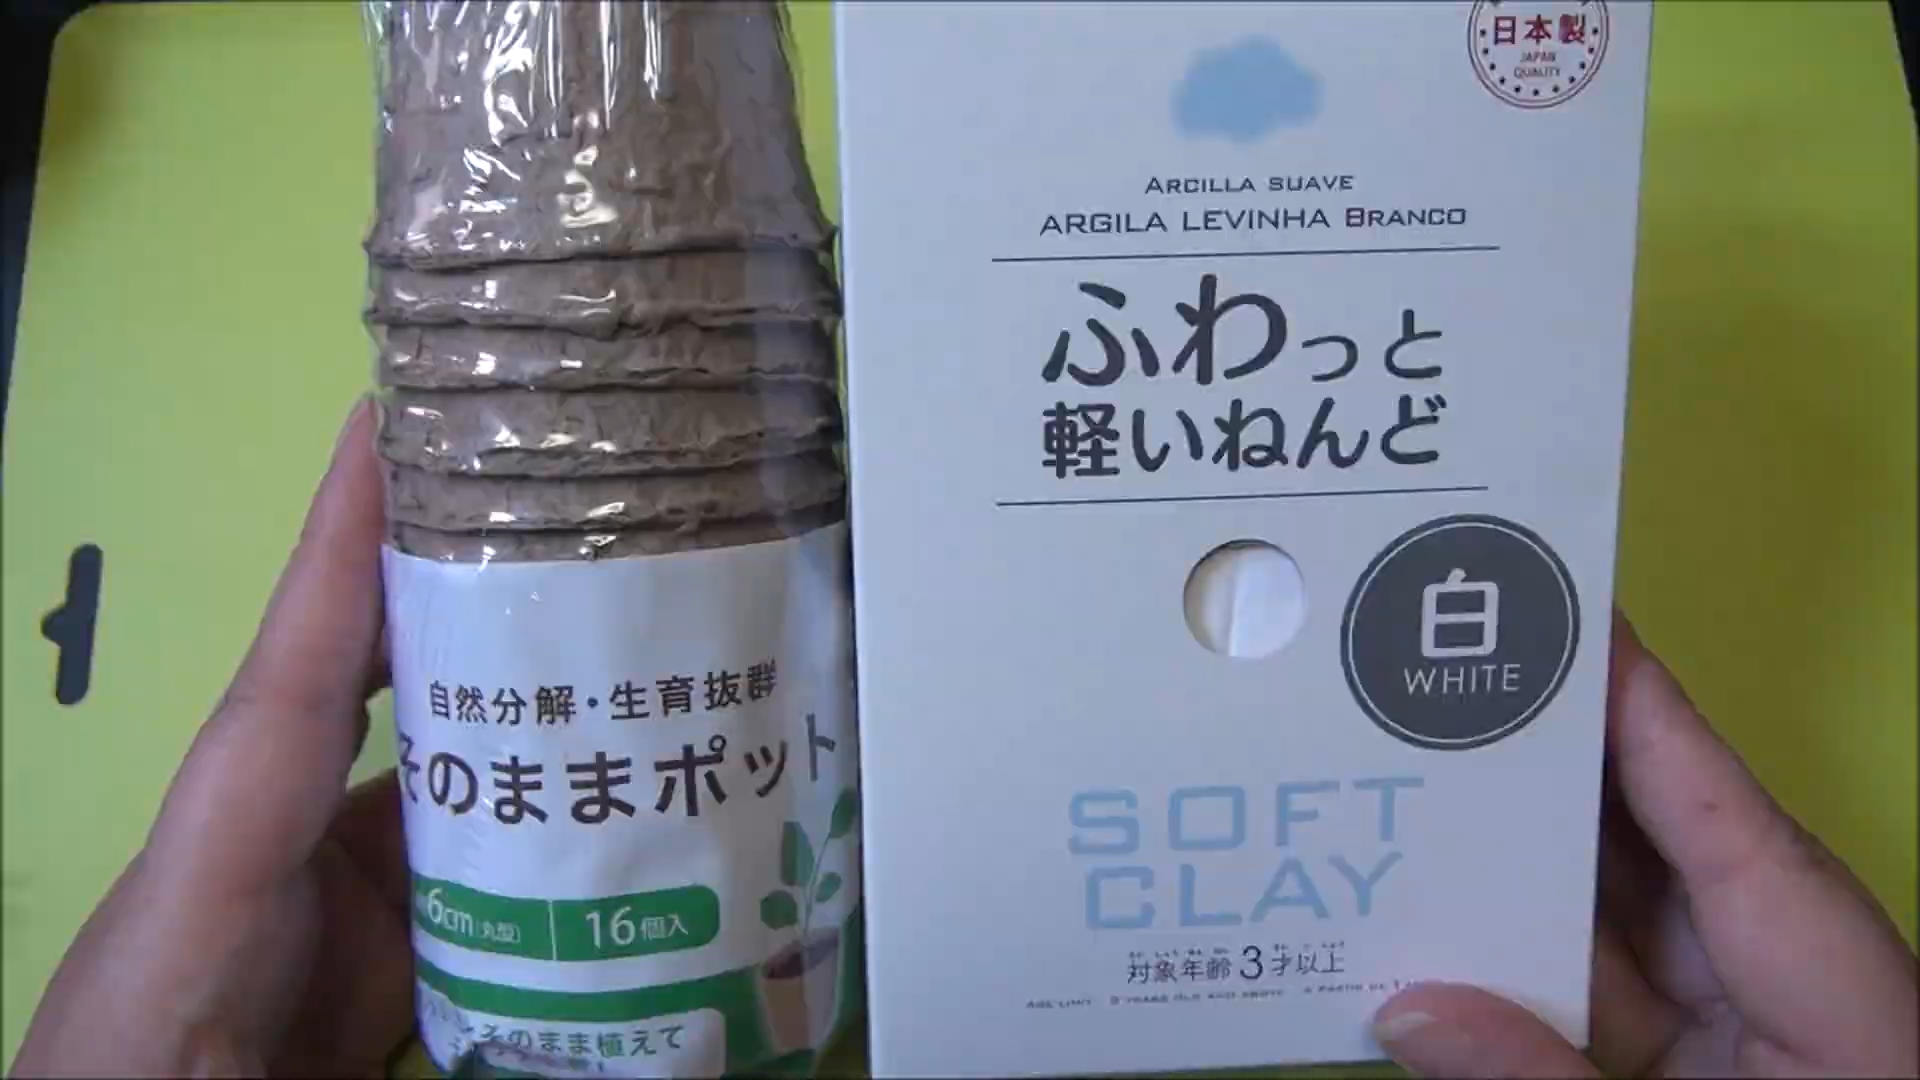 自然分解・生育抜群
そのままポット
6cm(丸型)
16個入
そのまま植えて
日本製
JAPAN
QUALITY
ARCILLA SUAVE
ARGILA LEVINHA BRANCO
ふわっと
軽いねんど
白
WHITE
SOFT
CLAY
対象年齢3才以上